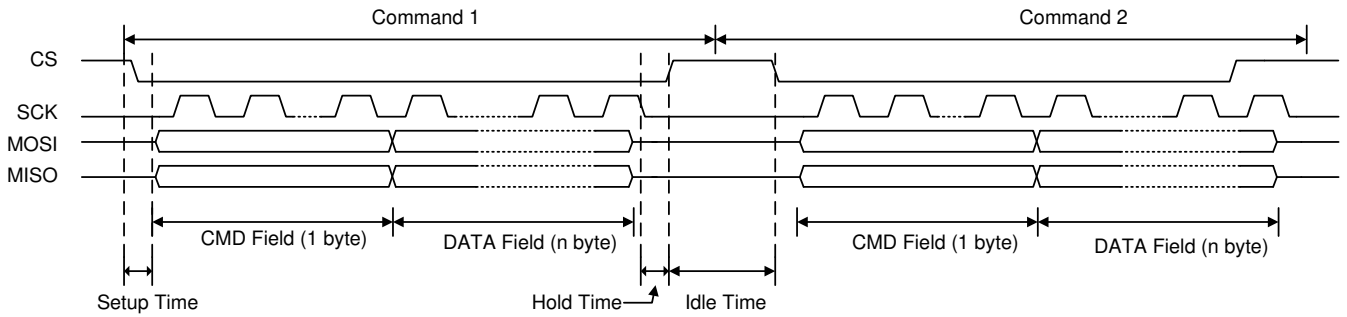 Command 1
Command 2
CS
SCK
MOSI
MISO
CMD Field (1 byte)
DATA Field (n byte)
CMD Field (1 byte)
DATA Field (n byte)
Setup Time
Hold Time
Idle Time